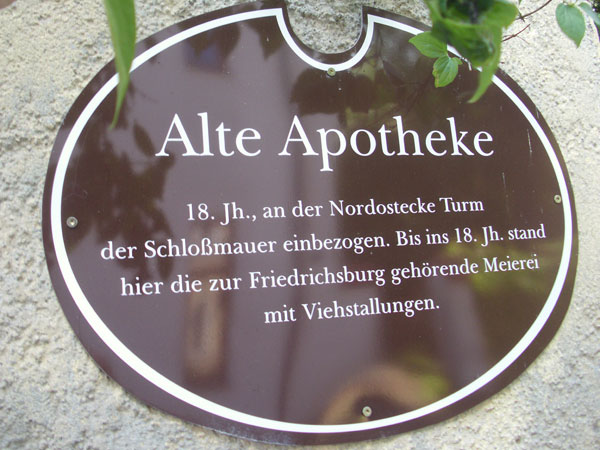 Alte Apotheke
18. Jh., an der Nordostecke Turm
der Schloßmauer einbezogen. Bis ins 18. Jh. stand
hier die zur Friedrichsburg gehörende Meierei
mit Viehstallungen.